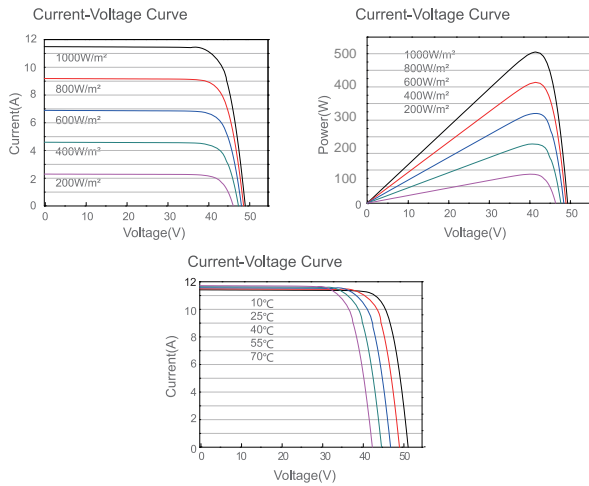 Current-Voltage Curve
12
10
8
6
4
2
0
Current(A)
1000W/m²
800W/m²
600W/m²
400W/m³
200W/m²
0 10 20 30 40 50
Voltage(V)
Current-Voltage Curve
500
400
300
200
100
0
Power(W)
1000W/m³
800W/m²
600W/m²
400W/m²
200W/m²
0 10 20 30 40 50
Voltage(V)
Current-Voltage Curve
12
10
8
6
4
2
0
Current(A)
10℃
25℃
40℃
55℃
70℃
0 10 20 30 40 50
Voltage(V)